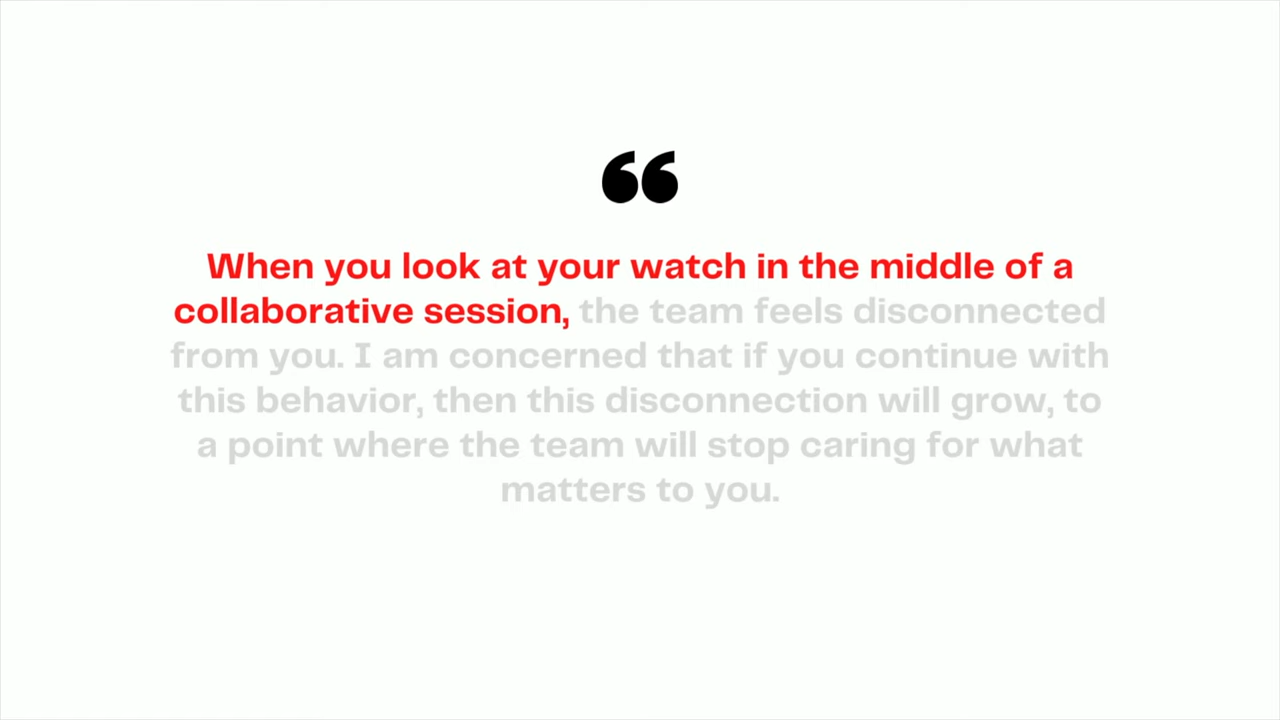 “
When you look at your watch in the middle of a
collaborative session, the team feels disconnected
from you. I am concerned that if you continue with
this behavior, then this disconnection will grow, to
a point where the team will stop caring for what
matters to you.